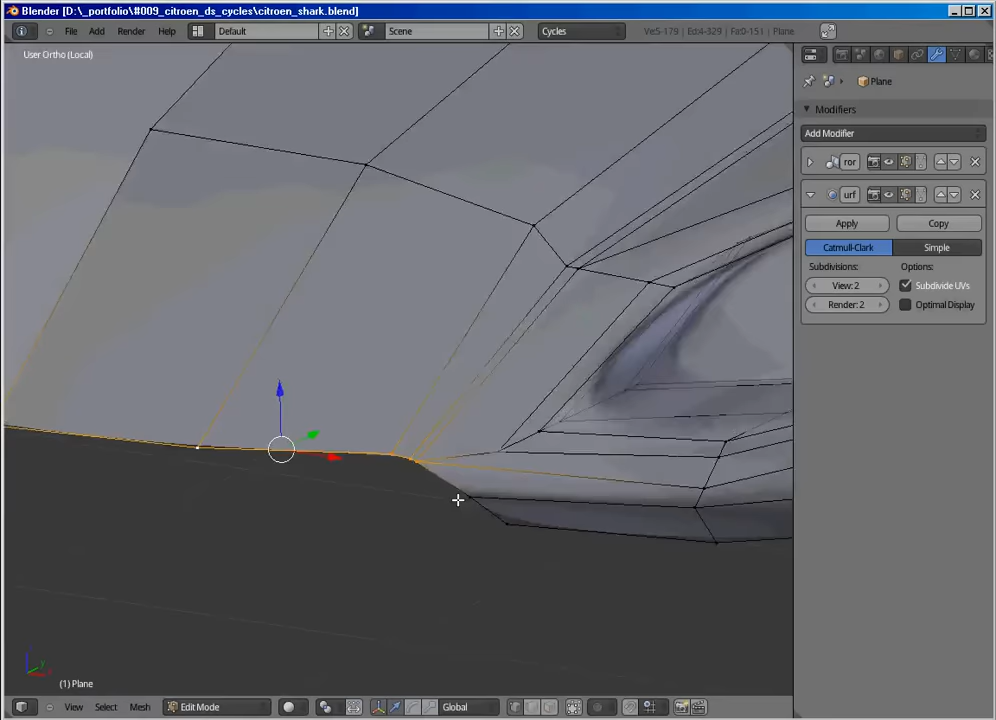 Blender [D:\_portfolio\#009_citroen_ds_cycles\citroen_shark.blend]
File Add Render Help Default Scene Cycles Ve:5-179 | Ed:4-329 | Fa:0-151 | Plane
User Ortho (Local)
Plane
Modifiers
Add Modifier
ror
urf
Apply Copy
Catmull-Clark Simple
Subdivisions: Options:
View: 2 Subdivide UVs
Render: 2 Optimal Display
(1) Plane
View Select Mesh Edit Mode Global